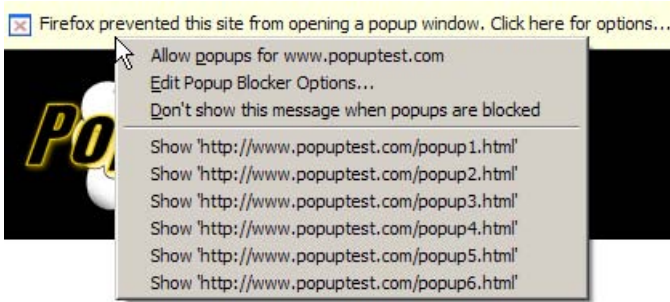 Firefox prevented this site from opening a popup window. Click here for options...
Allow popups for www.popuptest.com
Edit Popup Blocker Options...
Don't show this message when popups are blocked
Show 'http://www.popuptest.com/popup1.html'
Show 'http://www.popuptest.com/popup2.html'
Show 'http://www.popuptest.com/popup3.html'
Show 'http://www.popuptest.com/popup4.html'
Show 'http://www.popuptest.com/popup5.html'
Show 'http://www.popuptest.com/popup6.html'